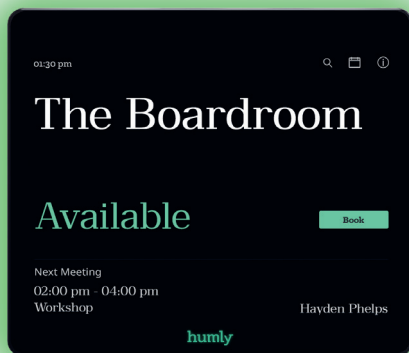 01:30 pm
The Boardroom
Available
Book
Next Meeting
02:00 pm - 04:00 pm
Workshop
Hayden Phelps
humly